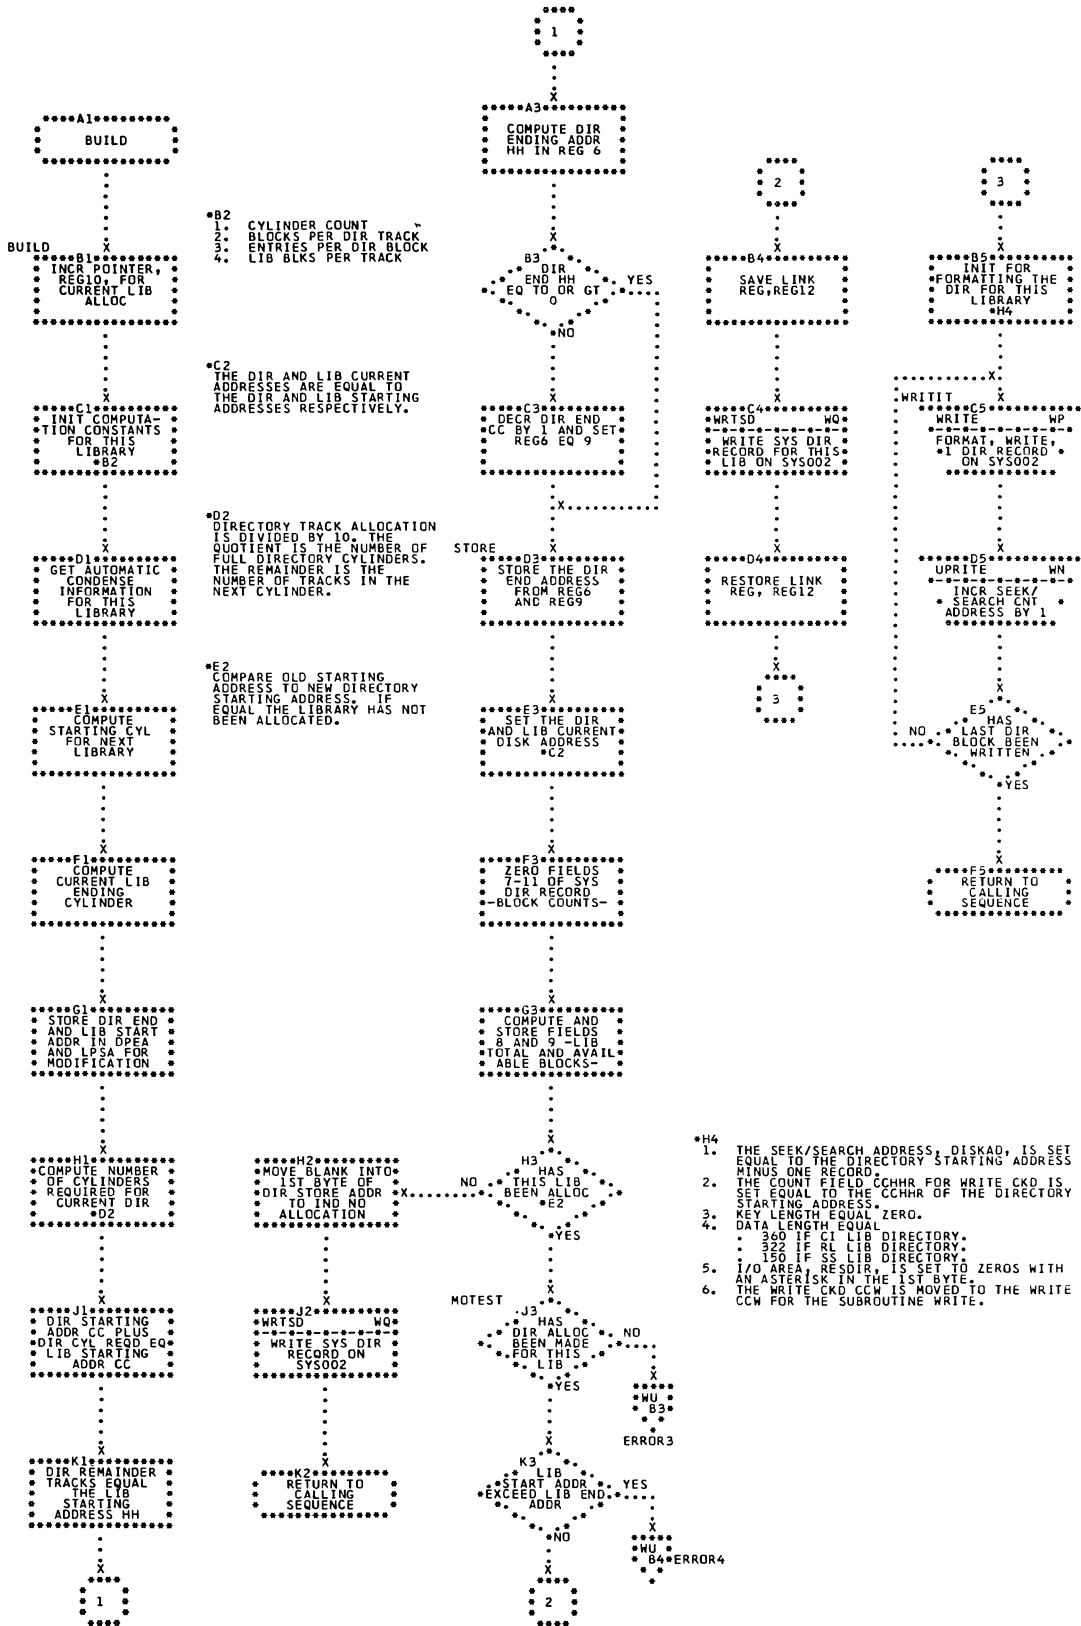 A1
BUILD
BUILD
B1
INCR POINTER,
REG10, FOR
CURRENT LIB
ALLOC
C1
INIT COMPUTA-
TION CONSTANTS
FOR THIS
LIBRARY
*B2
D1
GET AUTOMATIC
CONDENSE
INFORMATION
FOR THIS
LIBRARY
E1
COMPUTE
STARTING CYL
FOR NEXT
LIBRARY
F1
COMPUTE
CURRENT LIB
ENDING
CYLINDER
G1
STORE DIR END
AND LIB START
ADDR IN DPEA
AND LPSA FOR
MODIFICATION
H1
COMPUTE NUMBER
OF CYLINDERS
REQUIRED FOR
CURRENT DIR
*D2
J1
DIR STARTING
ADDR CC PLUS
DIR CYL REQD EQ
LIB STARTING
ADDR CC
K1
DIR REMAINDER
TRACKS EQUAL
THE LIB
STARTING
ADDRESS HH
1
*B2
1. CYLINDER COUNT
2. BLOCKS PER DIR TRACK
3. ENTRIES PER DIR BLOCK
4. LIB BLKS PER TRACK
*C2
THE DIR AND LIB CURRENT
ADDRESSES ARE EQUAL TO
THE DIR AND LIB STARTING
ADDRESSES RESPECTIVELY.
*D2
DIRECTORY TRACK ALLOCATION
IS DIVIDED BY 10. THE
QUOTIENT IS THE NUMBER OF
FULL DIRECTORY CYLINDERS.
THE REMAINDER IS THE
NUMBER OF TRACKS IN THE
NEXT CYLINDER.
*E2
COMPARE OLD STARTING
ADDRESS TO NEW DIRECTORY
STARTING ADDRESS. IF
EQUAL THE LIBRARY HAS NOT
BEEN ALLOCATED.
H2
MOVE BLANK INTO
1ST BYTE OF
DIR STORE ADDR
TO IND NO
ALLOCATION
J2
WRTSD WQ
WRITE SYS DIR
RECORD ON
SYS002
K2
RETURN TO
CALLING
SEQUENCE
1
A3
COMPUTE DIR
ENDING ADDR
HH IN REG 6
B3
DIR
END HH
EQ TO OR GT
0
YES
NO
C3
DECR DIR END
CC BY 1 AND SET
REG6 EQ 9
STORE
D3
STORE THE DIR
END ADDRESS
FROM REG6
AND REG9
E3
SET THE DIR
AND LIB CURRENT
DISK ADDRESS
*C2
F3
ZERO FIELDS
7-11 OF SYS
DIR RECORD
-BLOCK COUNTS-
G3
COMPUTE AND
STORE FIELDS
8 AND 9 -LIB
TOTAL AND AVAIL
ABLE BLOCKS-
H3
HAS
THIS LIB
BEEN ALLOC
*E2
NO
YES
MOTEST
J3
HAS
DIR ALLOC
BEEN MADE
FOR THIS
LIB
NO
YES
WU
B3
ERROR3
K3
LIB
START ADDR
EXCEED LIB END
ADDR
YES
NO
WU
B4
ERROR4
2
2
B4
SAVE LINK
REG,REG12
C4
WRTSD WQ
WRITE SYS DIR
RECORD FOR THIS
LIB ON SYS002
D4
RESTORE LINK
REG, REG12
3
3
B5
INIT FOR
FORMATTING THE
DIR FOR THIS
LIBRARY
*H4
WRITIT
C5
WRITE WP
FORMAT, WRITE,
1 DIR RECORD
ON SYS002
D5
UPRITE WN
INCR SEEK/
SEARCH CNT
ADDRESS BY 1
E5
HAS
LAST DIR
BLOCK BEEN
WRITTEN
NO
YES
F5
RETURN TO
CALLING
SEQUENCE
*H4
1. THE SEEK/SEARCH ADDRESS, DISKAD, IS SET
EQUAL TO THE DIRECTORY STARTING ADDRESS
MINUS ONE RECORD.
2. THE COUNT FIELD CCHHR FOR WRITE CKD IS
SET EQUAL TO THE CCHHR OF THE DIRECTORY
STARTING ADDRESS.
3. KEY LENGTH EQUAL ZERO.
4. DATA LENGTH EQUAL
. 360 IF CI LIB DIRECTORY.
. 322 IF RL LIB DIRECTORY.
. 150 IF SS LIB DIRECTORY.
5. I/O AREA, RESDIR, IS SET TO ZEROS WITH
AN ASTERISK IN THE 1ST BYTE.
6. THE WRITE CKD CCW IS MOVED TO THE WRITE
CCW FOR THE SUBROUTINE WRITE.